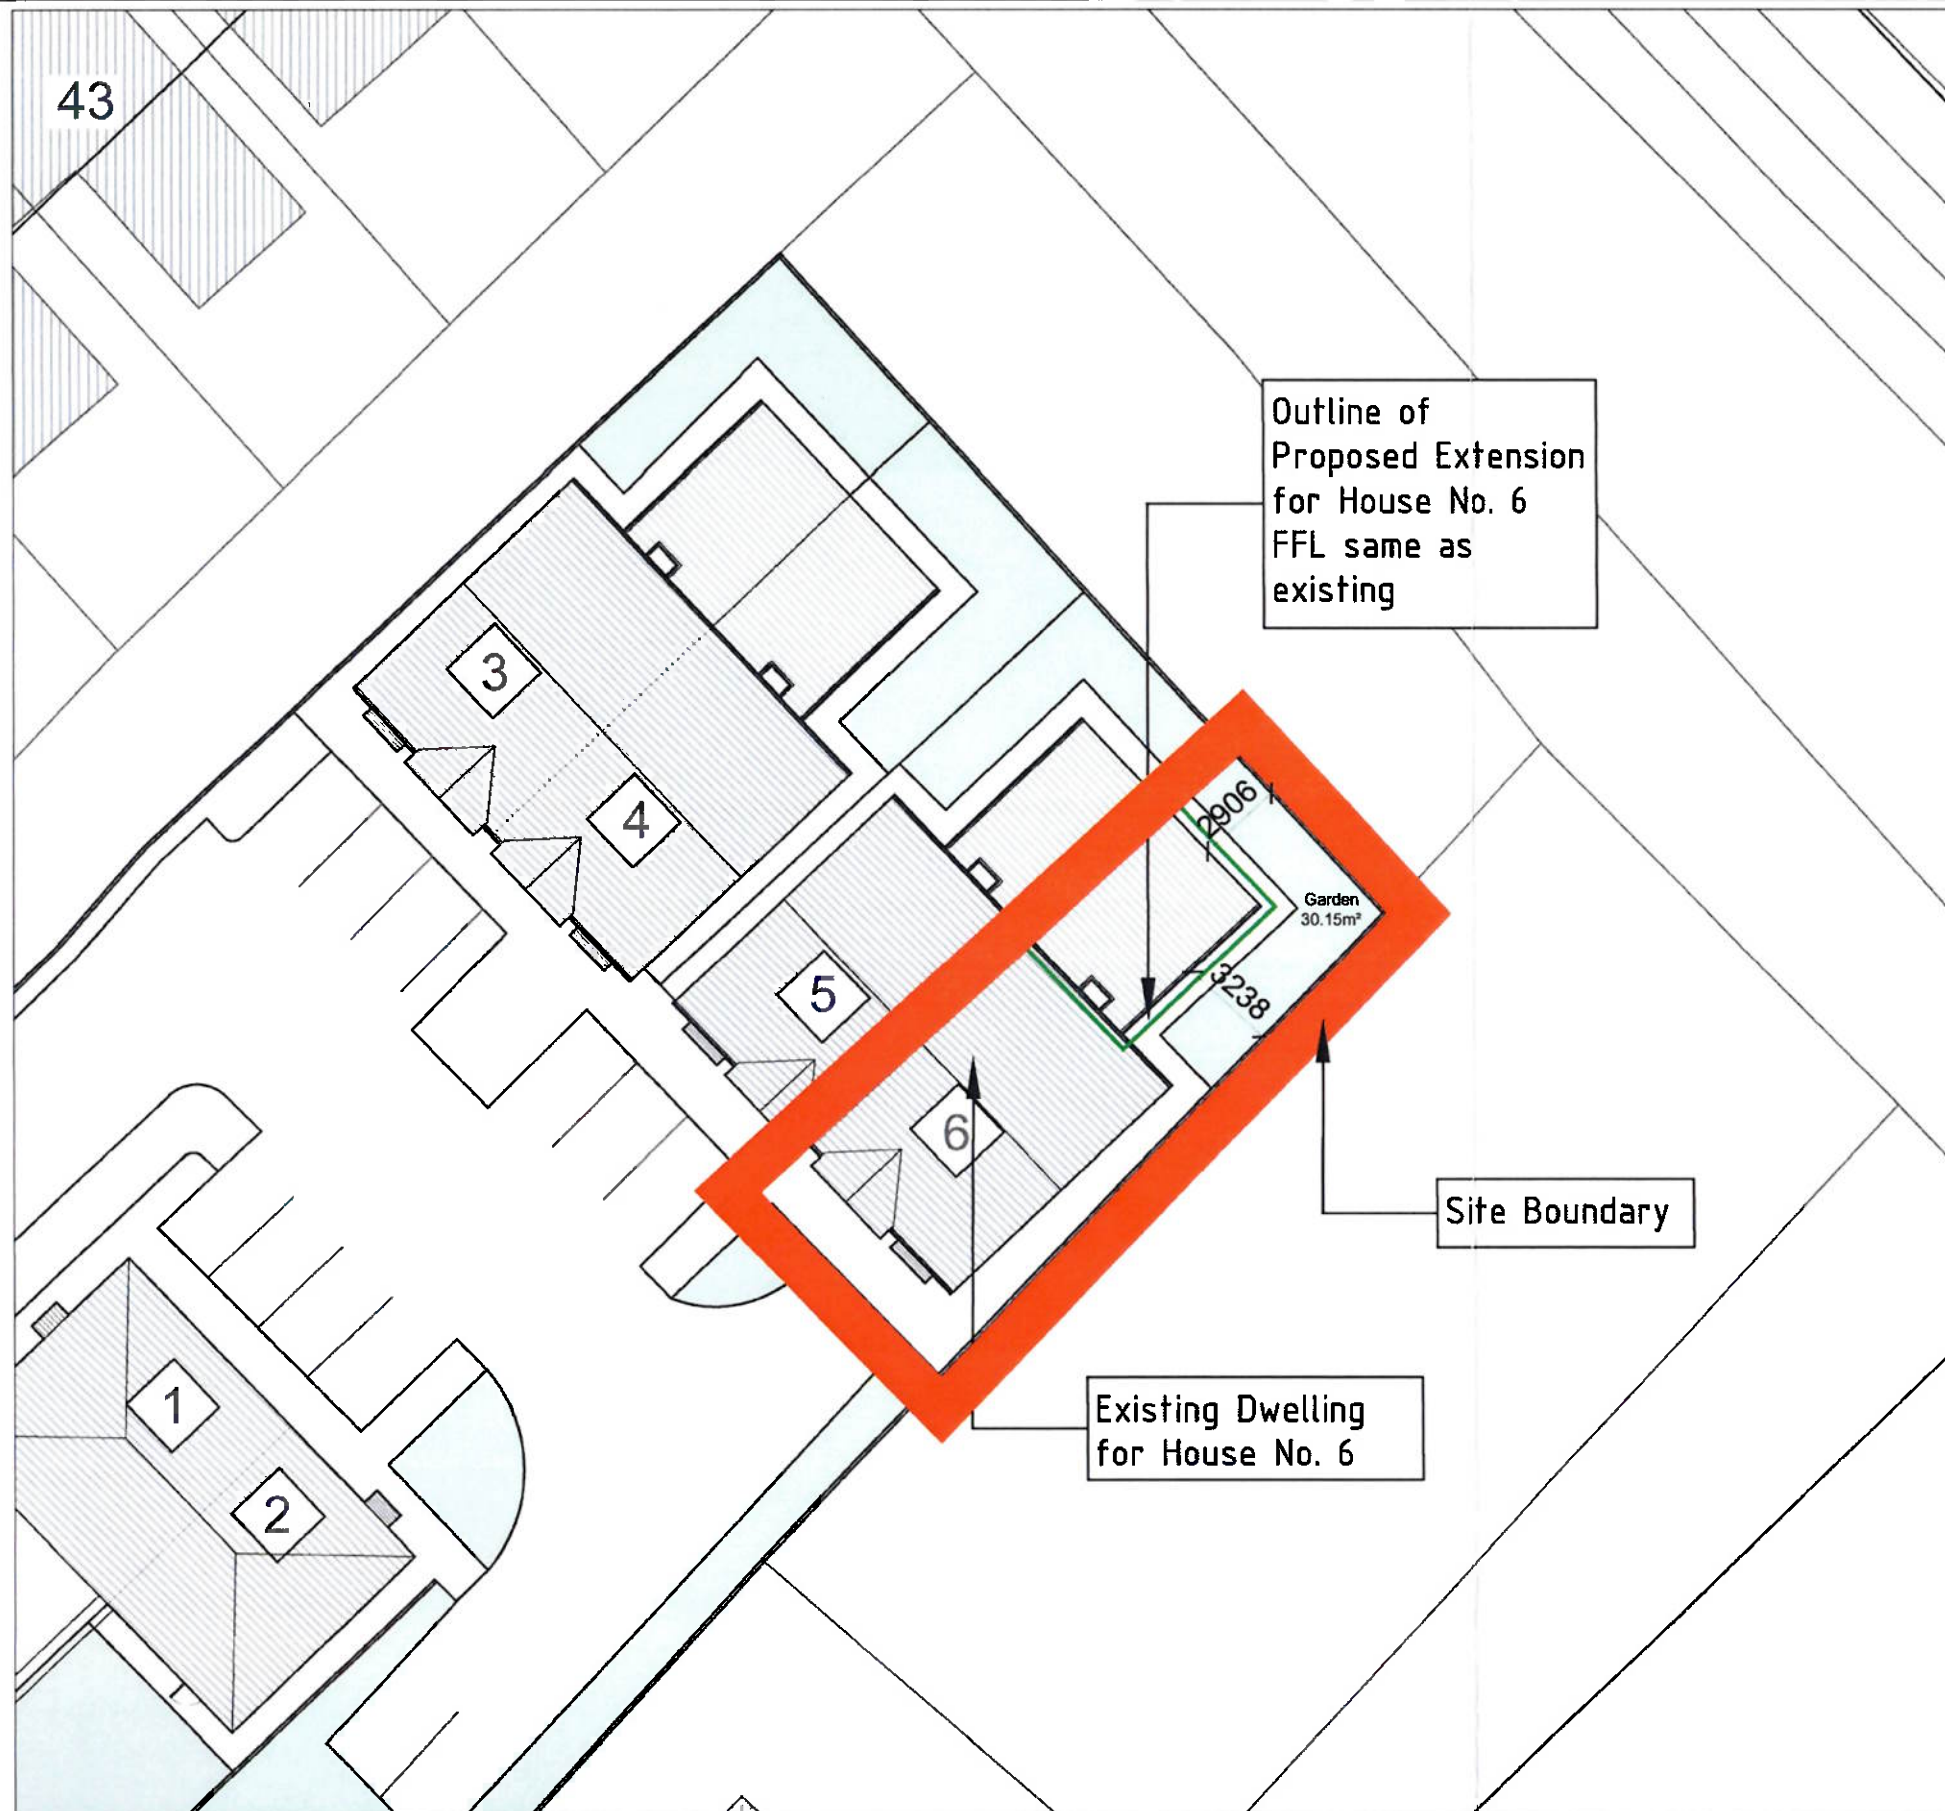 43
Outline of
Proposed Extension
for House No. 6
FFL same as
existing
3
4
2906
Garden
30.15m²
5
3238
6
Site Boundary
1
Existing Dwelling
for House No. 6
2